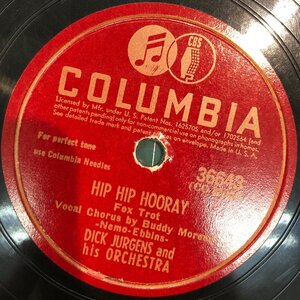 CBS
COLUMBIA
Licensed by Mfr. under U. S. Patent Nos. 1625705 and/or 1702564 (and
other patents pending) only for non-commercial use on phonographs in homes.
See detailed trade mark and patent notice on envelope. Made in U. S. A.
For perfect tone
use Columbia Needles
36648
HIP HIP HOORAY
Fox Trot
Vocal Chorus by Buddy Moreno
-Nemo-Ebbins-
DICK JURGENS and
his ORCHESTRA